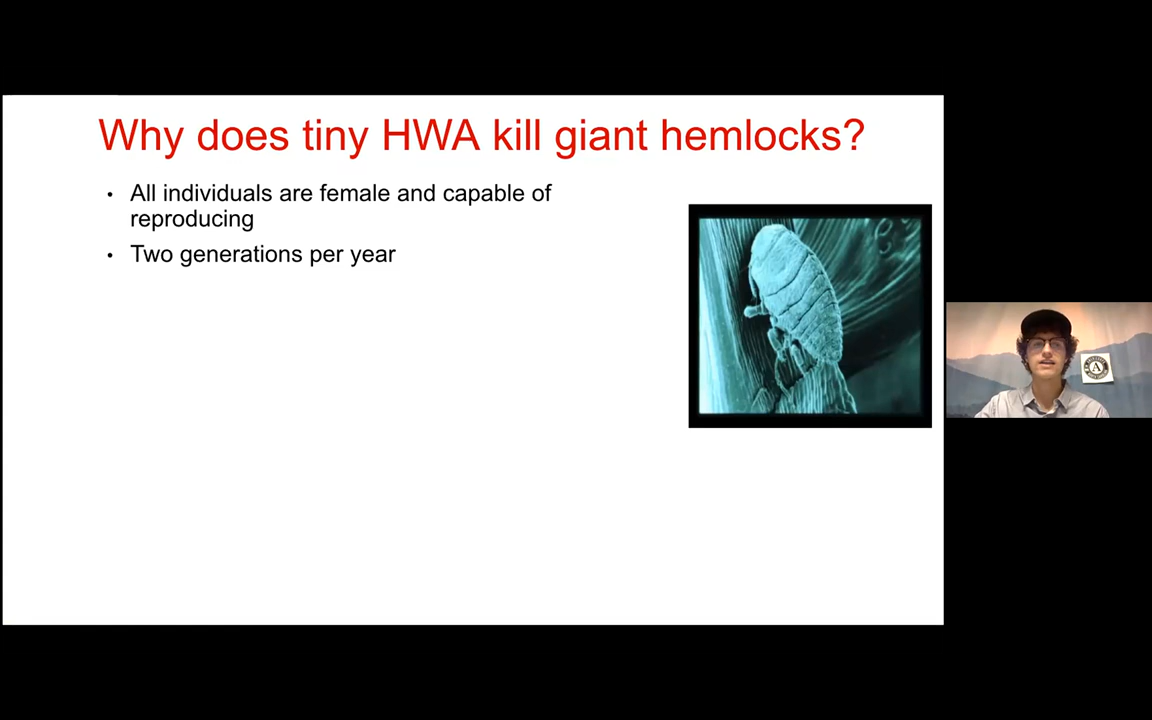 Why does tiny HWA kill giant hemlocks?
• All individuals are female and capable of
reproducing
• Two generations per year
A